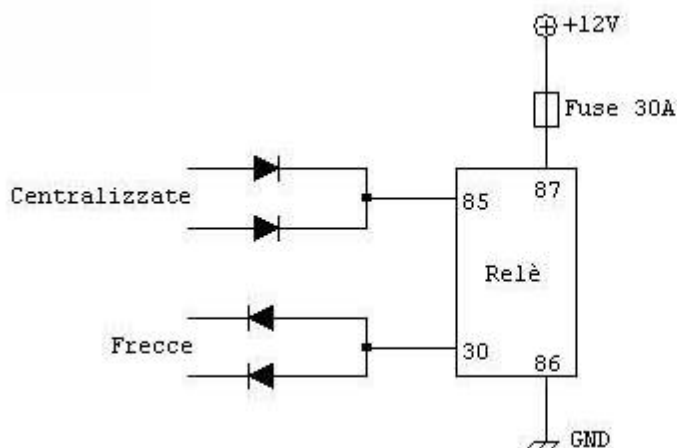 +12V
Fuse 30A
Centralizzate
85
87
Relè
Frecce
30
86
GND